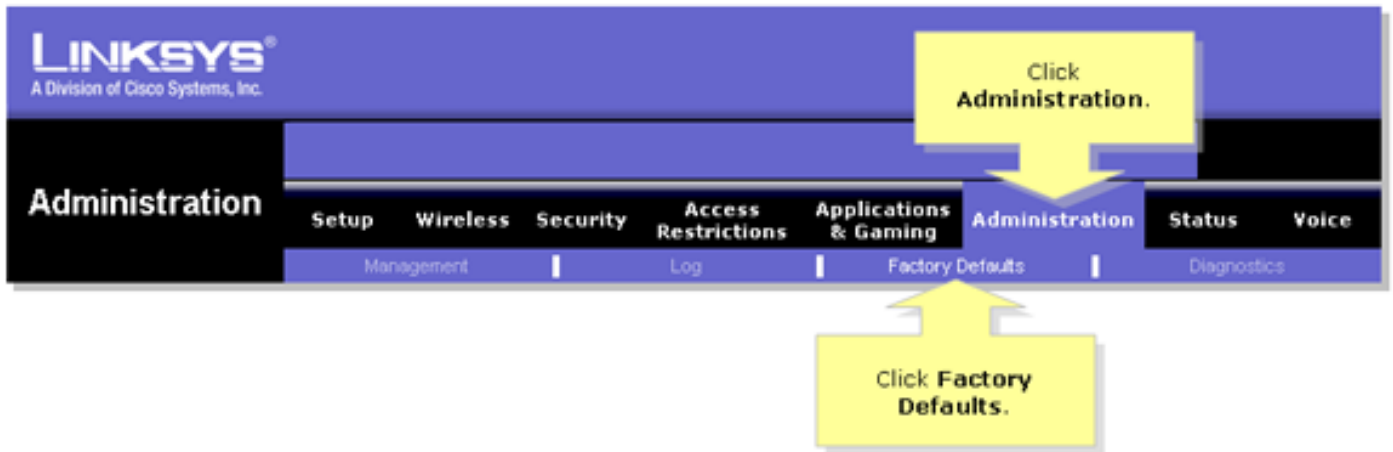 LINKSYS®
A Division of Cisco Systems, Inc.
Click
Administration.
Administration
Setup Wireless Security Access Restrictions Applications & Gaming Administration Status Voice
Management Log Factory Defaults Diagnostics
Click Factory
Defaults.